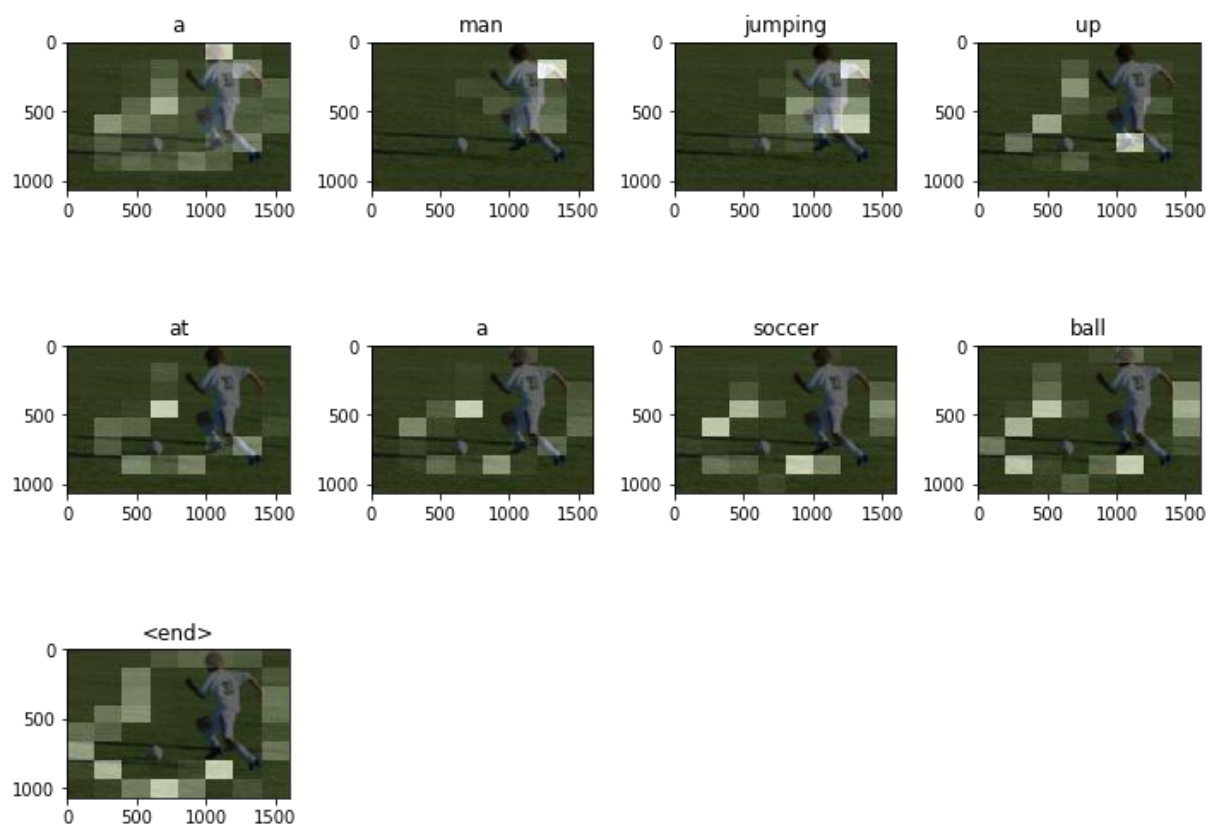 a man jumping up
0 0 0 0
500 500 500 500
1000 1000 1000 1000
0 500 1000 1500 0 500 1000 1500 0 500 1000 1500 0 500 1000 1500
at a soccer ball
0 0 0 0
500 500 500 500
1000 1000 1000 1000
0 500 1000 1500 0 500 1000 1500 0 500 1000 1500 0 500 1000 1500
<end>
0
500
1000
0 500 1000 1500